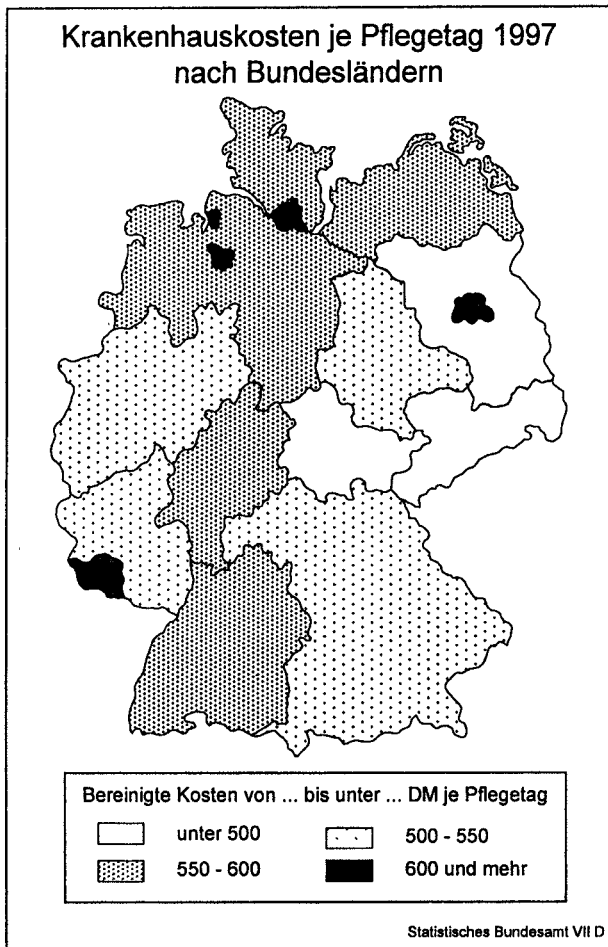 Krankenhauskosten je Pflegetag 1997
nach Bundesländern
Bereinigte Kosten von ... bis unter ... DM je Pflegetag
unter 500
500 - 550
550 - 600
600 und mehr
Statistisches Bundesamt VII D